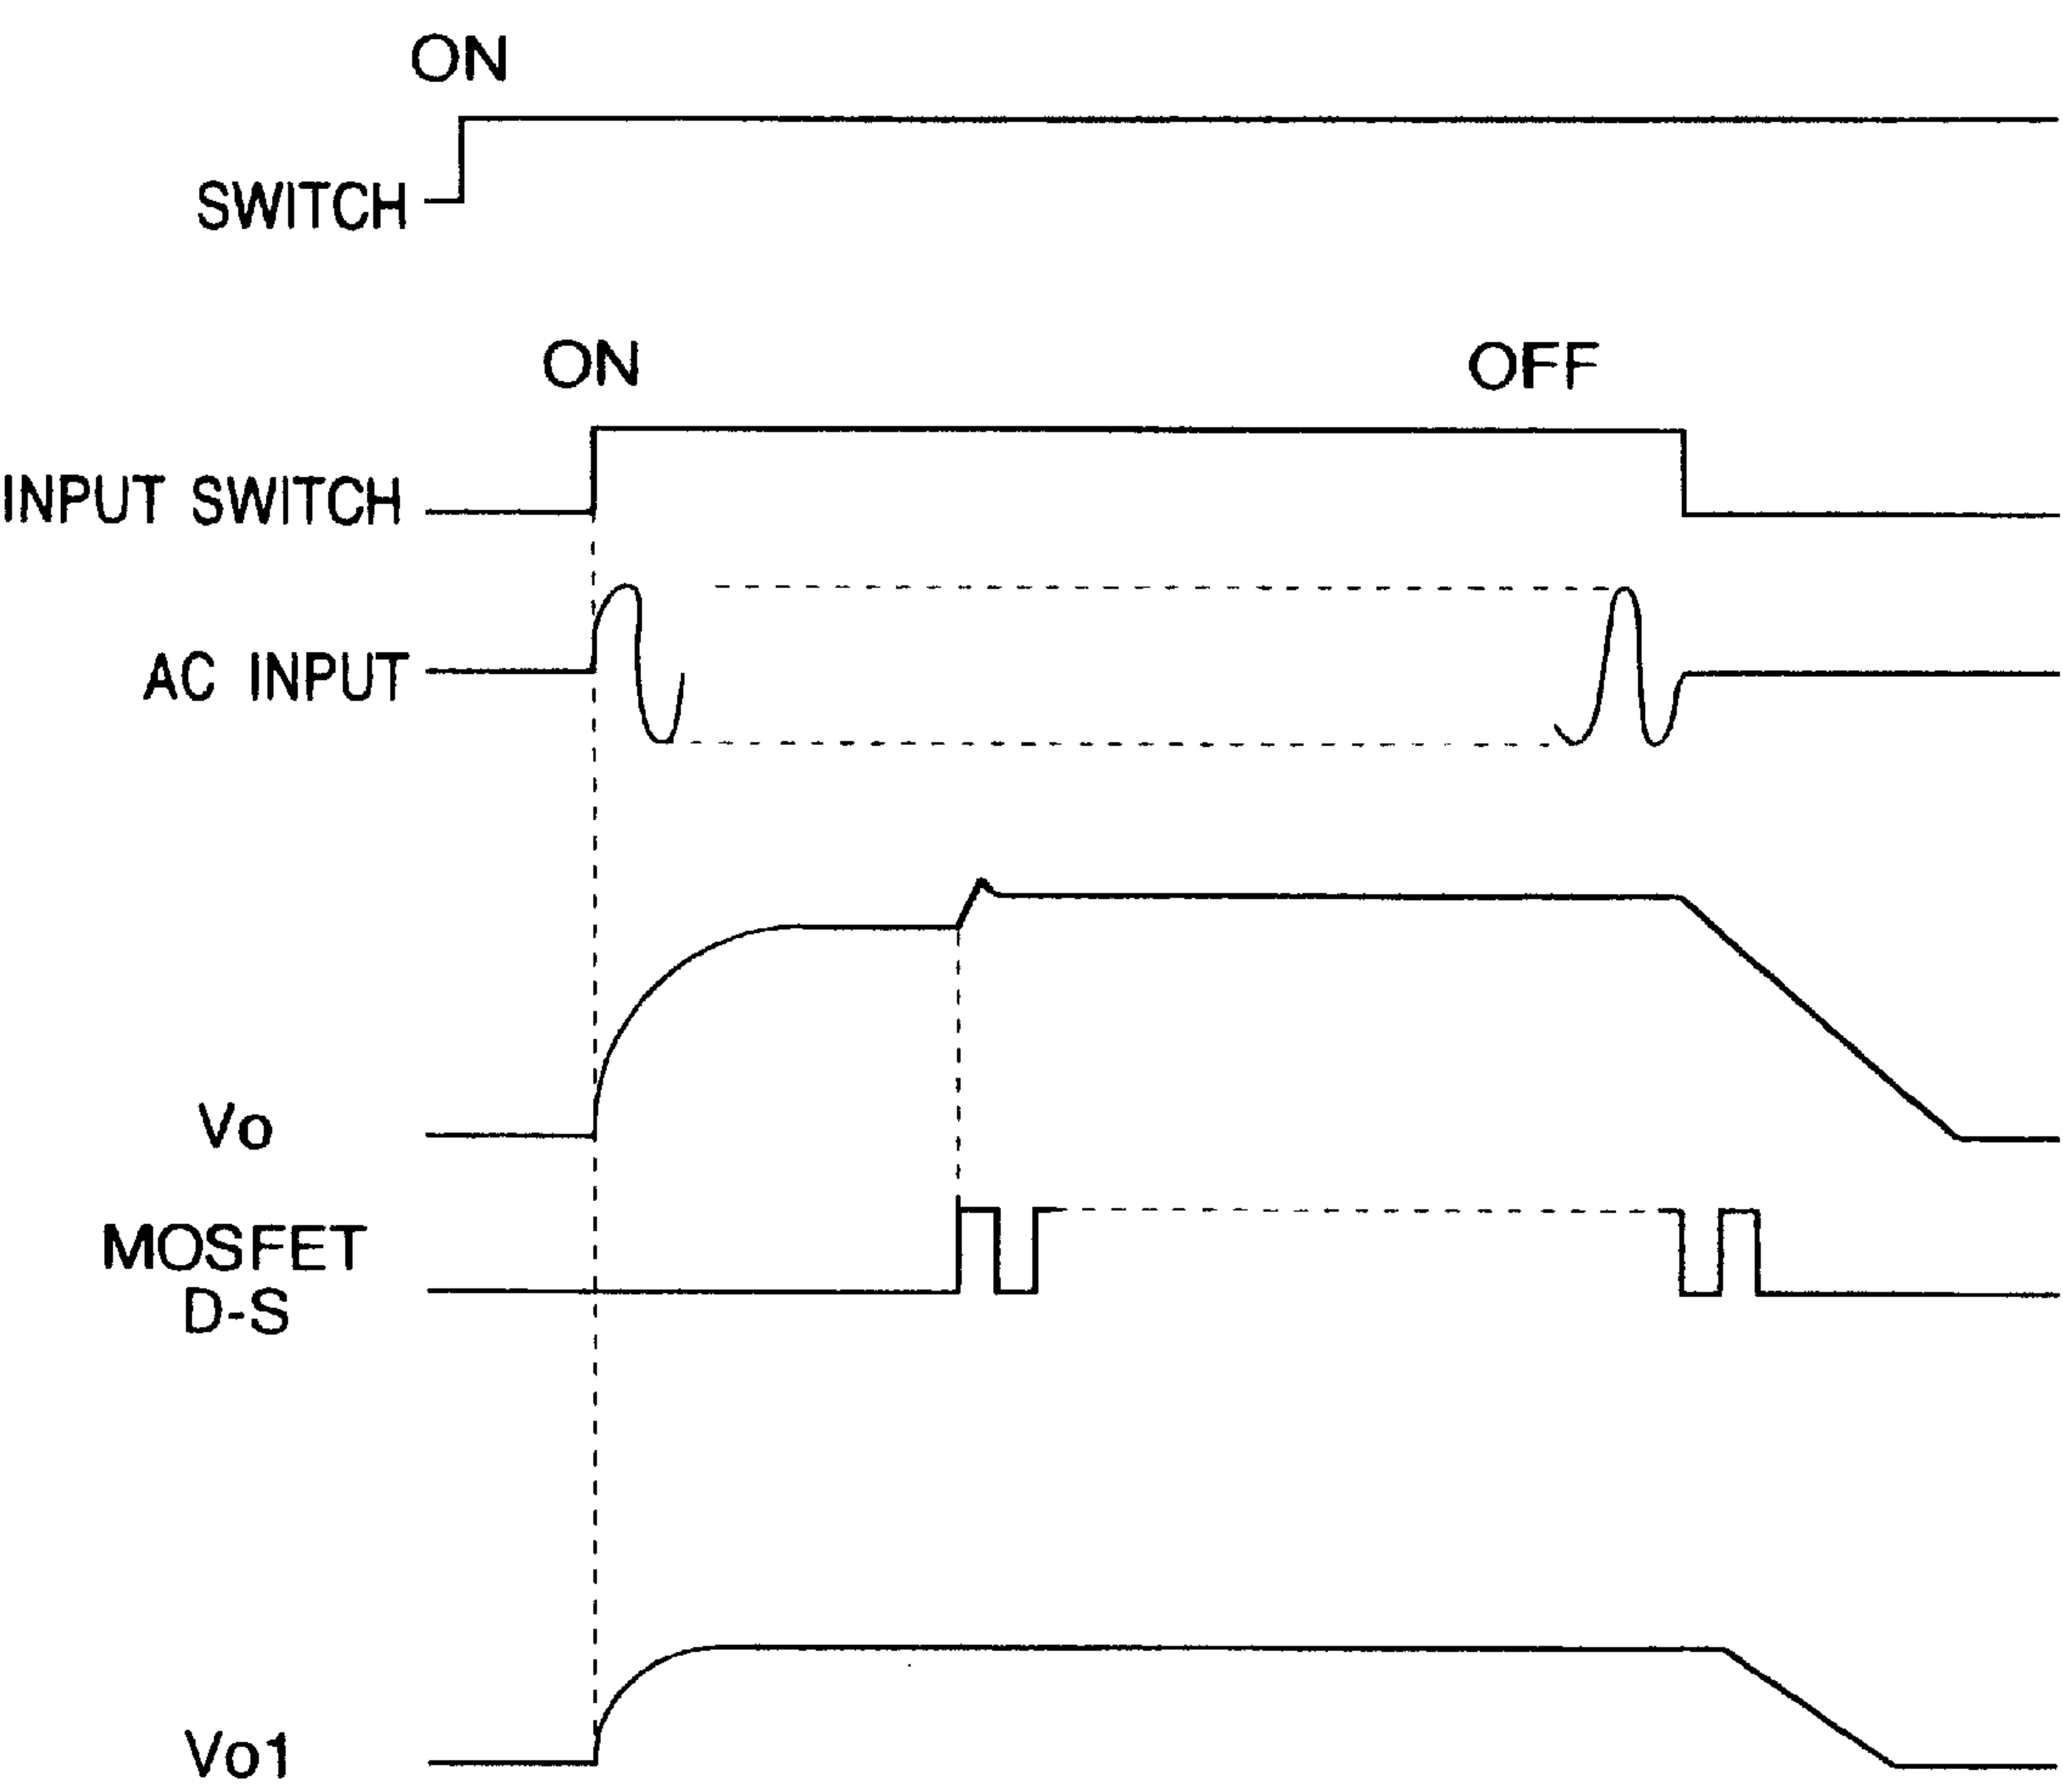 ON
SWITCH
ON OFF
INPUT SWITCH
AC INPUT
Vo
MOSFET
D-S
Vo1